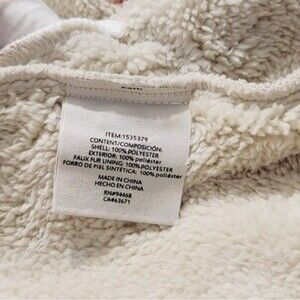 ITEM:1535379
CONTENT/COMPOSICIÓN:
SHELL: 100% POLYESTER
EXTERIOR: 100% poliéster
FAUX FUR LINING: 100% POLYESTER
FORRO DE PIEL SINTÉTICA: 100% poliéster
MADE IN CHINA
HECHO EN CHINA
RN#94468
CA#63671